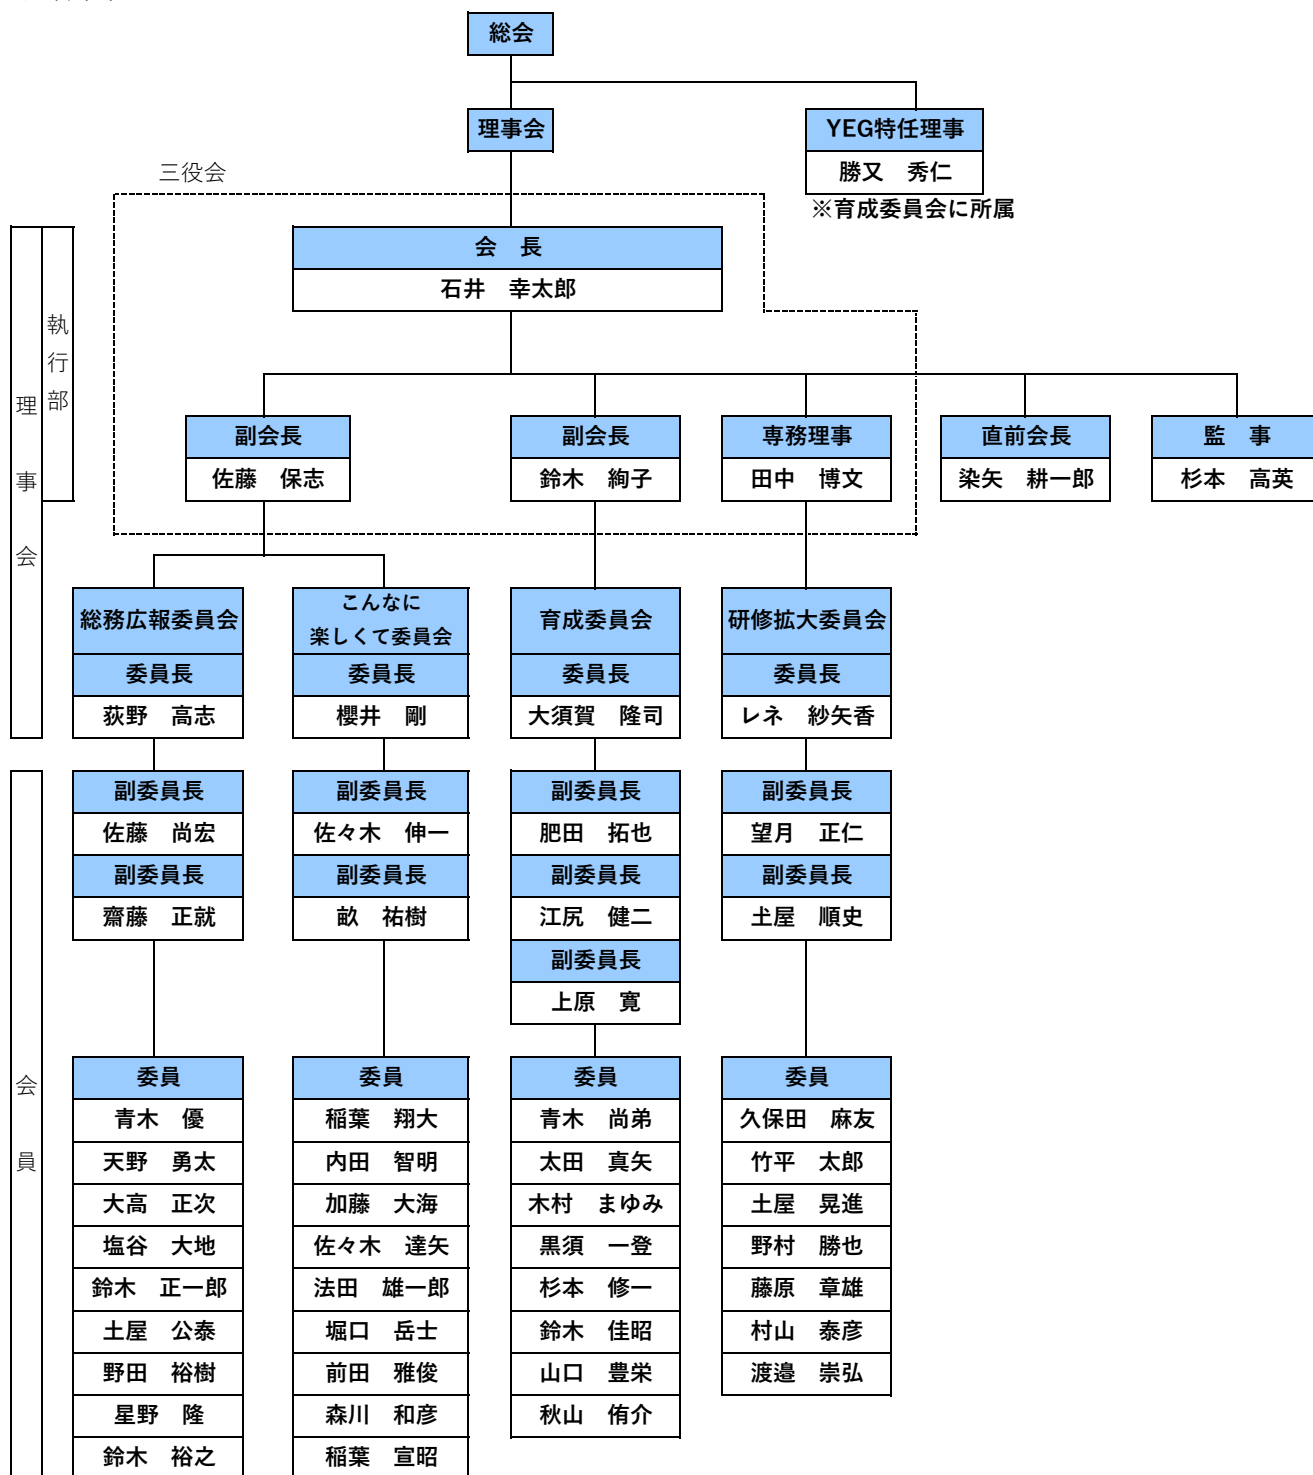 総会
理事会
YEG特任理事
勝又　秀仁
※育成委員会に所属
三役会
会　長
石井　幸太郎
理事会
執行部
副会長
佐藤　保志
副会長
鈴木　絢子
専務理事
田中　博文
直前会長
染矢　耕一郎
監　事
杉本　高英
総務広報委員会
委員長
荻野　高志
こんなに
楽しくて委員会
委員長
櫻井　剛
育成委員会
委員長
大須賀　隆司
研修拡大委員会
委員長
レネ　紗矢香
会員
副委員長
佐藤　尚宏
副委員長
齋藤　正就
副委員長
佐々木　伸一
副委員長
畝　祐樹
副委員長
肥田　拓也
副委員長
江尻　健二
副委員長
上原　寛
副委員長
望月　正仁
副委員長
𡈽屋　順史
委員
青木　優
天野　勇太
大高　正次
塩谷　大地
鈴木　正一郎
土屋　公泰
野田　裕樹
星野　隆
鈴木　裕之
委員
稲葉　翔大
内田　智明
加藤　大海
佐々木　達矢
法田　雄一郎
堀口　岳士
前田　雅俊
森川　和彦
稲葉　宣昭
委員
青木　尚弟
太田　真矢
木村　まゆみ
黒須　一登
杉本　修一
鈴木　佳昭
山口　豊栄
秋山　侑介
委員
久保田　麻友
竹平　太郎
土屋　晃進
野村　勝也
藤原　章雄
村山　泰彦
渡邉　崇弘